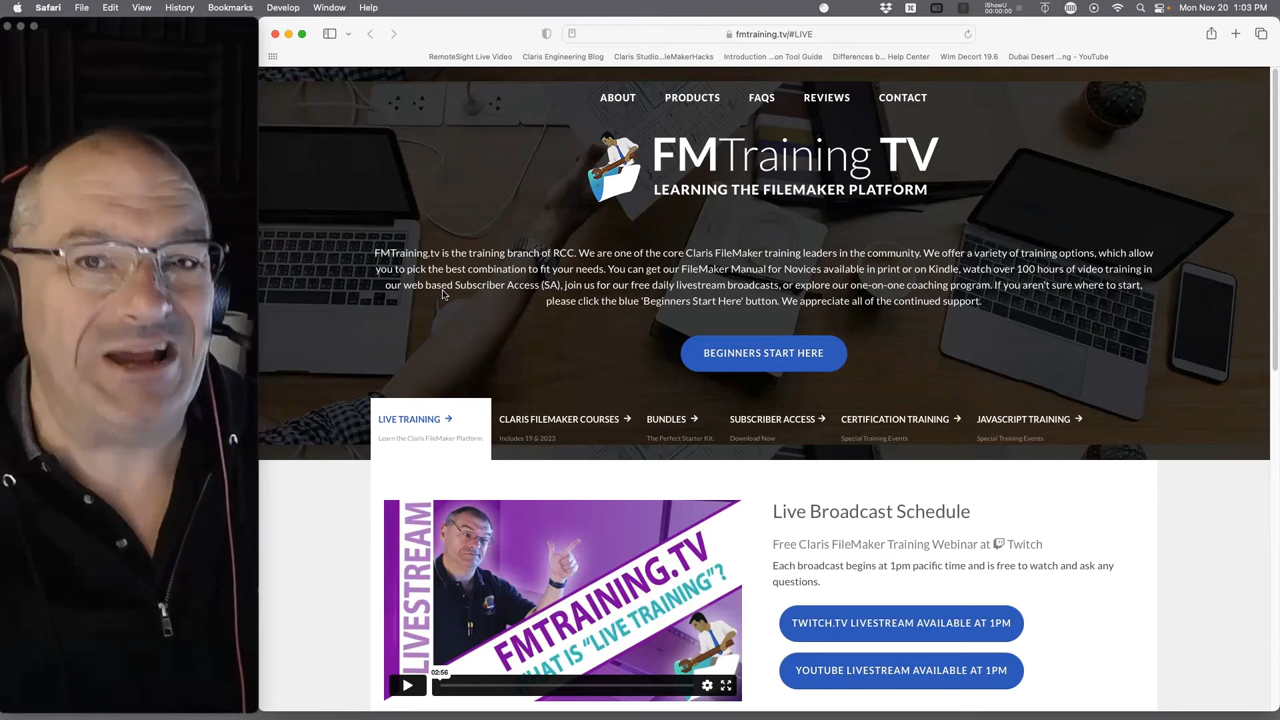 Safari File Edit View History Bookmarks Develop Window Help
iShowU
00:00:00
Mon Nov 20 1:03 PM
fmtraining.tv/#LIVE
RemoteSight Live Video Claris Engineering Blog Claris Studio...leMakerHacks Introduction ...on Tool Guide Differences b... Help Center Wim Decort 19.6 Dubai Desert ...ng - YouTube
ABOUT PRODUCTS FAQS REVIEWS CONTACT
FMTraining TV
LEARNING THE FILEMAKER PLATFORM
FMTraining.tv is the training branch of RCC. We are one of the core Claris FileMaker training leaders in the community. We offer a variety of training options, which allow
you to pick the best combination to fit your needs. You can get our FileMaker Manual for Novices available in print or on Kindle, watch over 100 hours of video training in
our web based Subscriber Access (SA), join us for our free daily livestream broadcasts, or explore our one-on-one coaching program. If you aren't sure where to start,
please click the blue 'Beginners Start Here' button. We appreciate all of the continued support.
BEGINNERS START HERE
LIVE TRAINING → CLARIS FILEMAKER COURSES → BUNDLES → SUBSCRIBER ACCESS → CERTIFICATION TRAINING → JAVASCRIPT TRAINING →
Learn the Claris FileMaker Platform. Includes 19 & 2023 The Perfect Starter Kit. Download Now Special Training Events Special Training Events
LIVESTREAM
FMTRAINING.TV
WHAT IS "LIVE TRAINING"?
02:56
Live Broadcast Schedule
Free Claris FileMaker Training Webinar at Twitch
Each broadcast begins at 1pm pacific time and is free to watch and ask any
questions.
TWITCH.TV LIVESTREAM AVAILABLE AT 1PM
YOUTUBE LIVESTREAM AVAILABLE AT 1PM